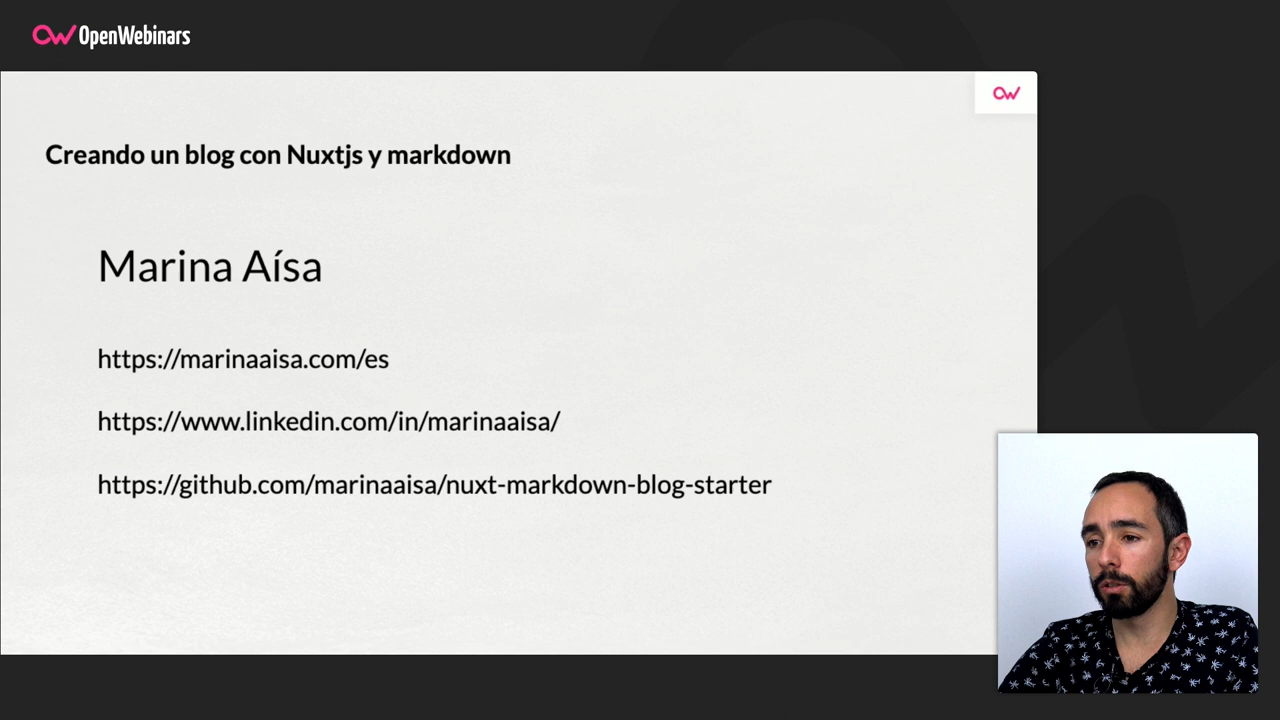 OpenWebinars
Creando un blog con Nuxtjs y markdown
Marina Aísa
https://marinaaisa.com/es
https://www.linkedin.com/in/marinaaisa/
https://github.com/marinaaisa/nuxt-markdown-blog-starter